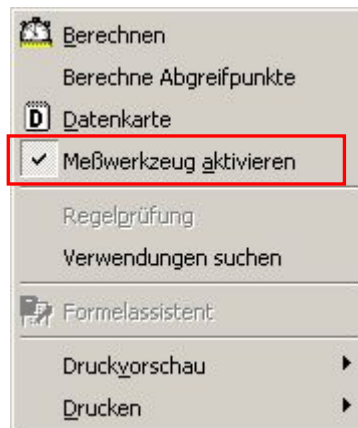 Berechnen
Berechne Abgreifpunkte
D Datenkarte
Meßwerkzeug aktivieren
Regelprüfung
Verwendungen suchen
Formelassistent
Druckvorschau
Drucken